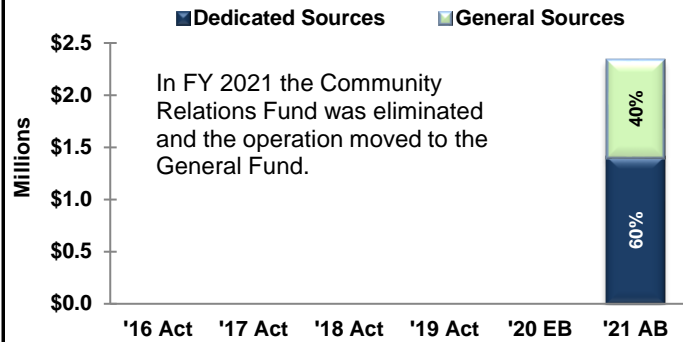 Dedicated Sources General Sources
$2.5
In FY 2021 the Community
Relations Fund was eliminated
and the operation moved to the
General Fund.
$2.0
$1.5
$1.0
$0.5
$0.0
Millions
40%
60%
'16 Act '17 Act '18 Act '19 Act '20 EB '21 AB